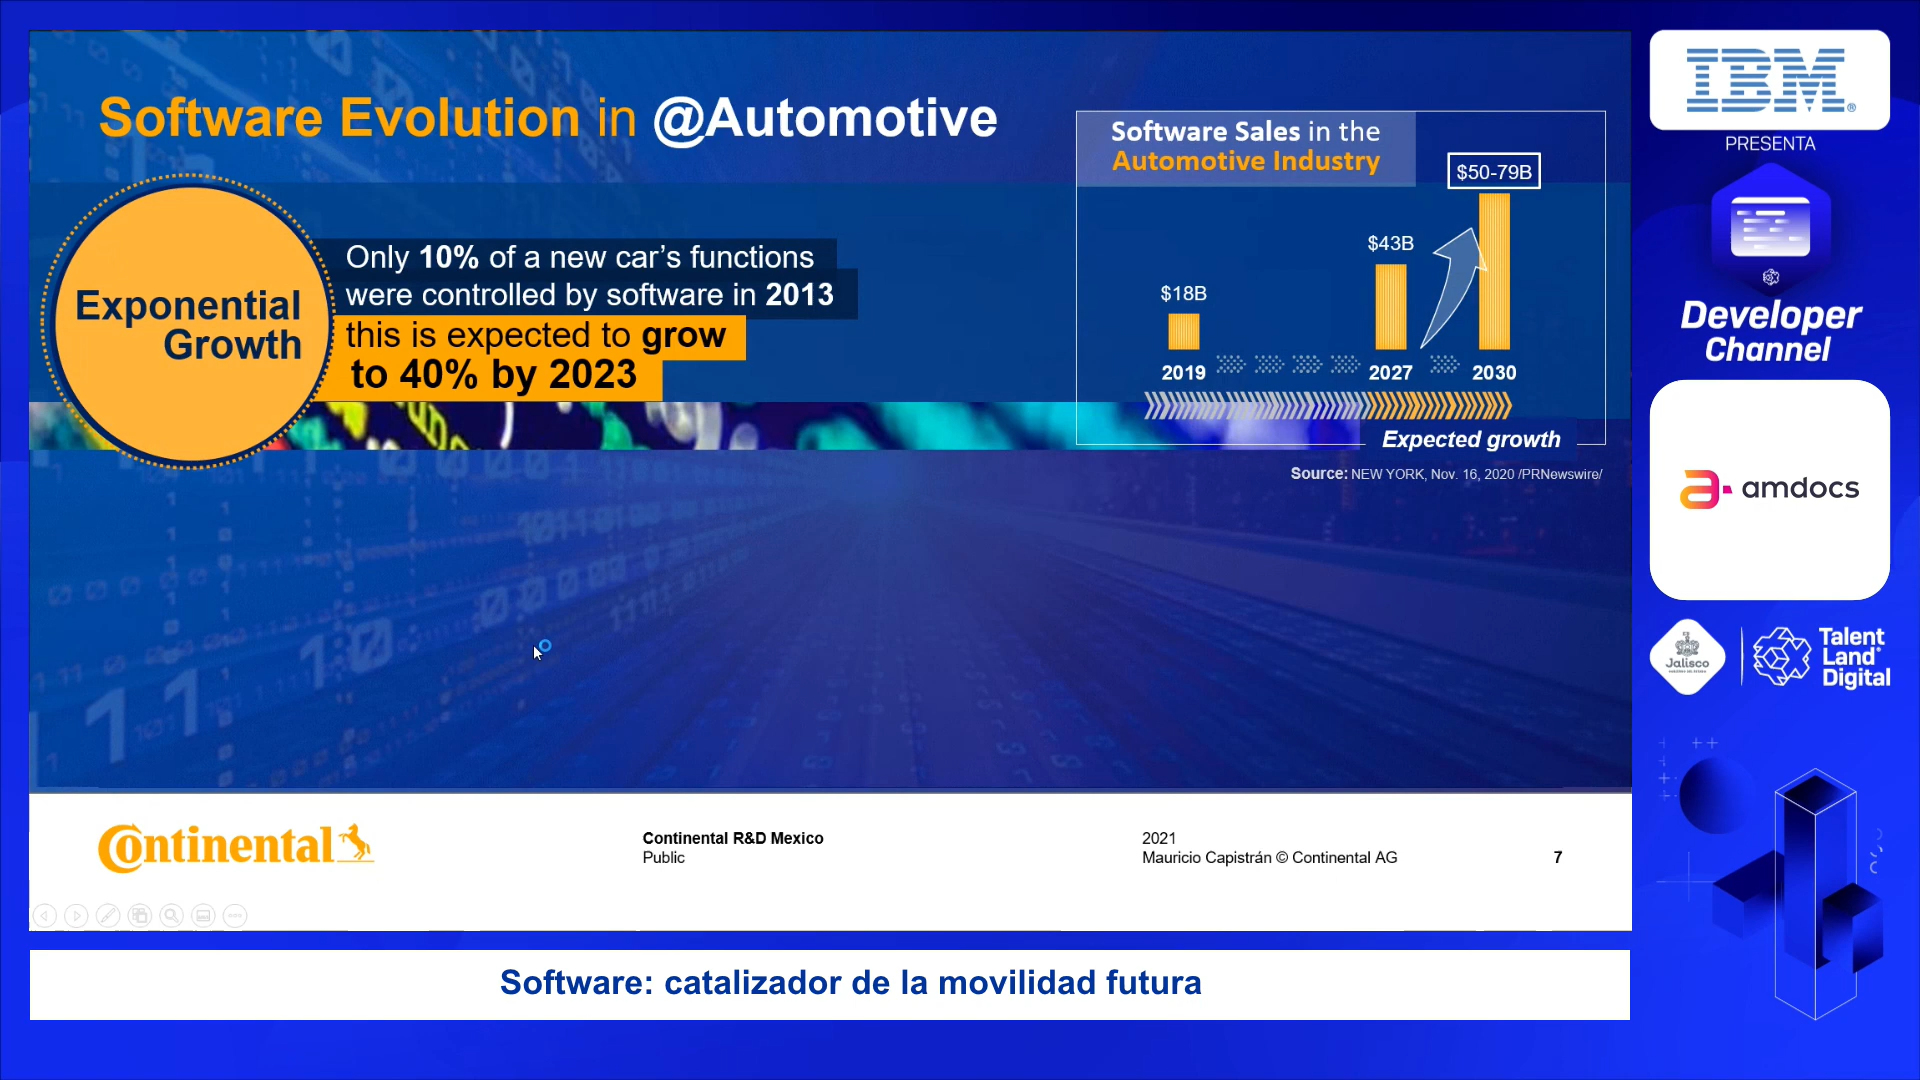 Software Evolution in @Automotive
Exponential
Growth
Only 10% of a new car's functions
were controlled by software in 2013
this is expected to grow
to 40% by 2023
Software Sales in the
Automotive Industry
$50-79B
$43B
$18B
2019
2027
2030
Expected growth
Source: NEW YORK, Nov. 16, 2020 /PRNewswire/
Continental
Continental R&D Mexico
Public
2021
Mauricio Capistrán © Continental AG
7
Software: catalizador de la movilidad futura
IBM®
PRESENTA
Developer
Channel
amdocs
Jalisco
Talent
Land
Digital